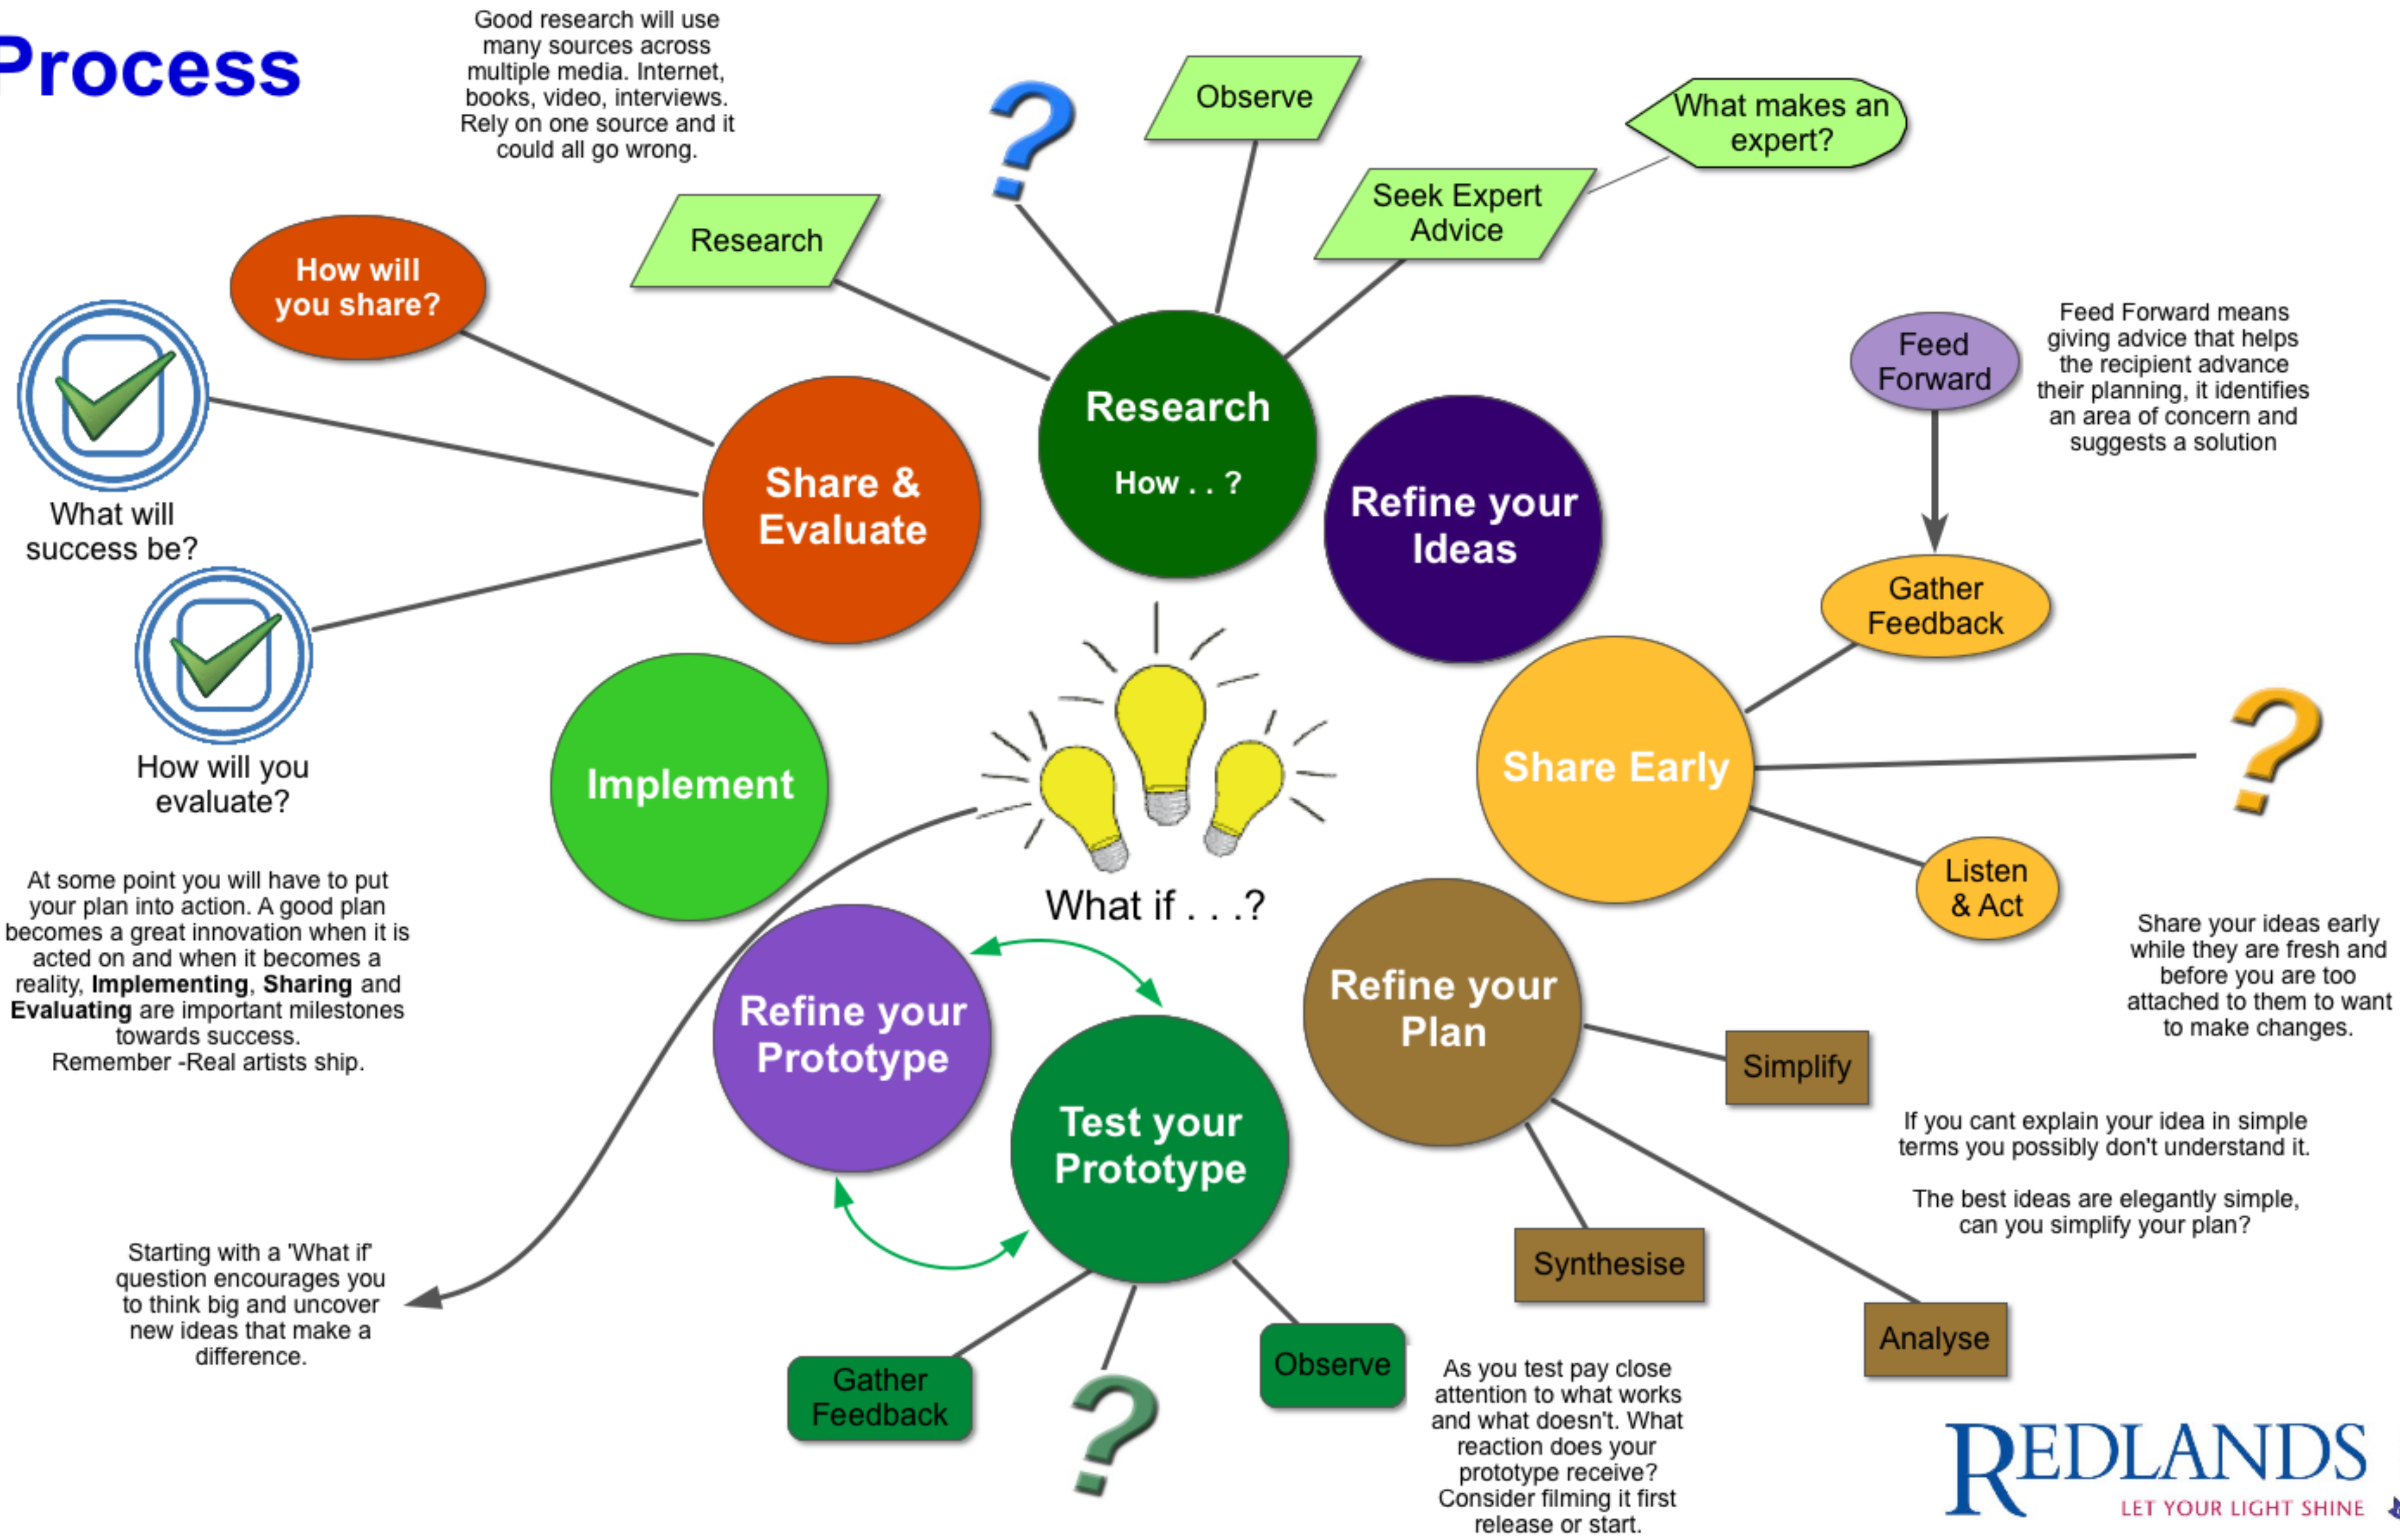 Process
Good research will use
many sources across
multiple media. Internet,
books, video, interviews.
Rely on one source and it
could all go wrong.
?
Observe
What makes an
expert?
Seek Expert
Advice
Research
How will
you share?
What will
success be?
How will you
evaluate?
Share &
Evaluate
Research
How . . ?
Refine your
Ideas
Feed
Forward
Feed Forward means
giving advice that helps
the recipient advance
their planning, it identifies
an area of concern and
suggests a solution
Gather
Feedback
Share Early
?
Listen
& Act
Share your ideas early
while they are fresh and
before you are too
attached to them to want
to make changes.
Implement
What if . . .?
At some point you will have to put
your plan into action. A good plan
becomes a great innovation when it is
acted on and when it becomes a
reality, Implementing, Sharing and
Evaluating are important milestones
towards success.
Remember -Real artists ship.
Refine your
Prototype
Test your
Prototype
Refine your
Plan
Simplify
If you cant explain your idea in simple
terms you possibly don't understand it.
The best ideas are elegantly simple,
can you simplify your plan?
Synthesise
Analyse
Starting with a 'What if'
question encourages you
to think big and uncover
new ideas that make a
difference.
Gather
Feedback
?
Observe
As you test pay close
attention to what works
and what doesn't. What
reaction does your
prototype receive?
Consider filming it first
release or start.
REDLANDS
LET YOUR LIGHT SHINE